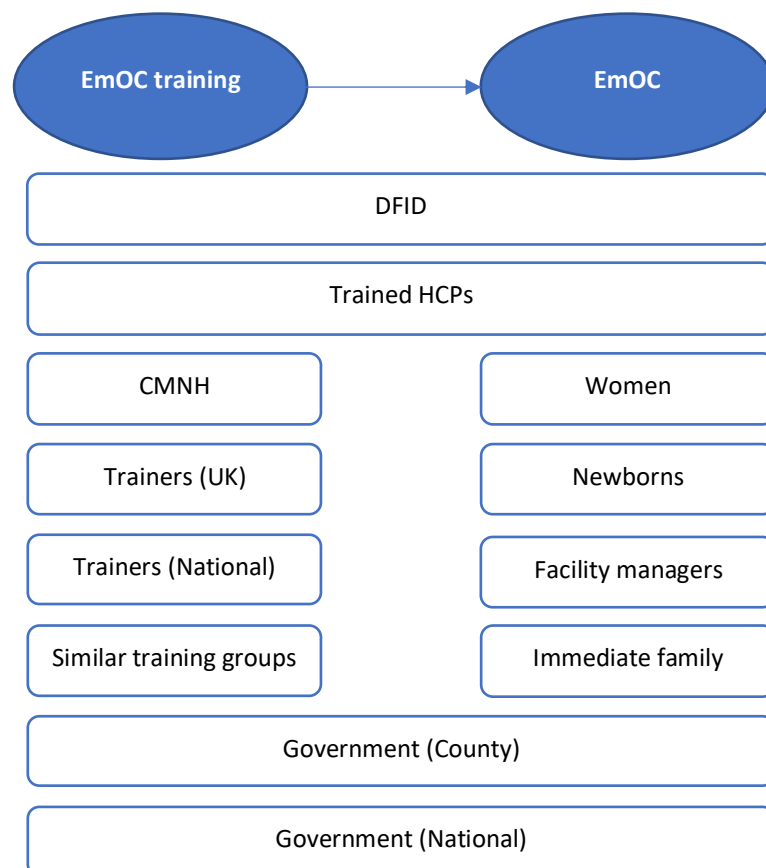 EmOC training
EmOC
DFID
Trained HCPs
CMNH
Women
Trainers (UK)
Newborns
Trainers (National)
Facility managers
Similar training groups
Immediate family
Government (County)
Government (National)